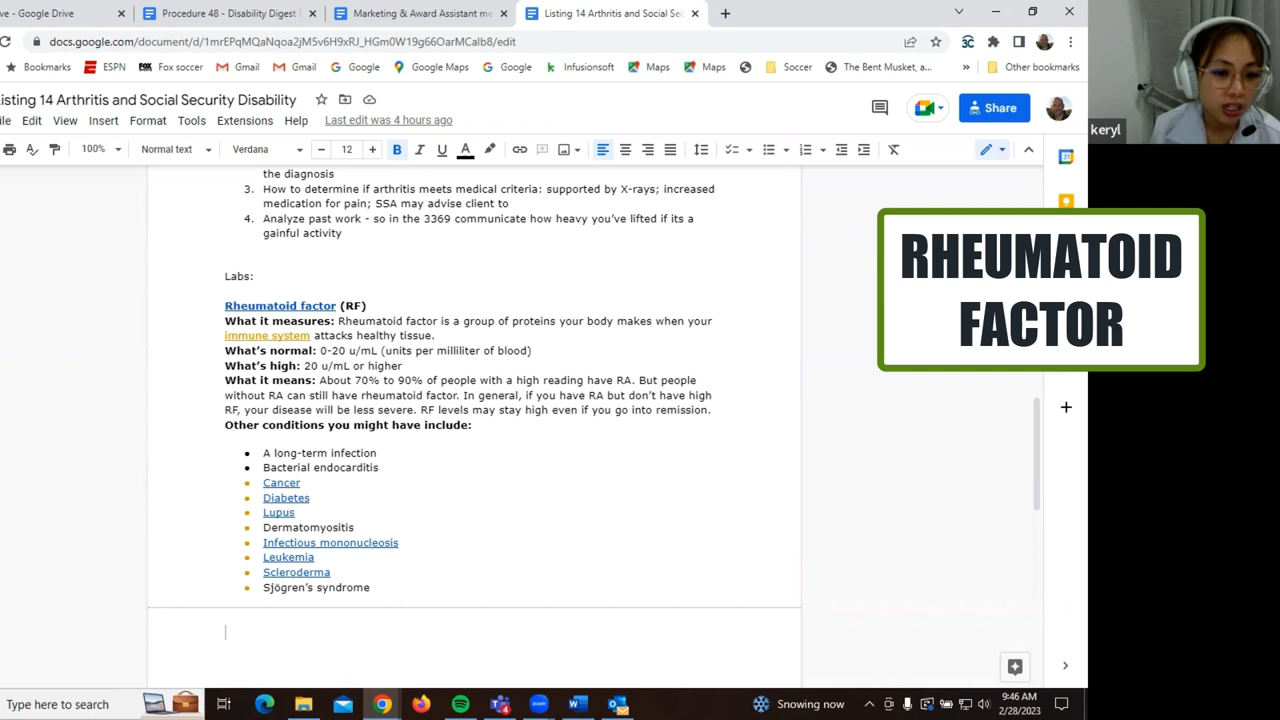 ve - Google Drive
Procedure 48 - Disability Digest
Marketing & Award Assistant me
Listing 14 Arthritis and Social Sec
docs.google.com/document/d/1mrEPqMQaNqoa2jM5v6H9xRJ_HGm0W19g66OarMCalb8/edit
Bookmarks
ESPN
FOX
Fox soccer
Gmail
Gmail
Google
Google Maps
Google
Infusionsoft
Maps
Maps
Soccer
The Bent Musket, a...
Other bookmarks
keryl
isting 14 Arthritis and Social Security Disability
Share
ile Edit View Insert Format Tools Extensions Help Last edit was 4 hours ago
100% Normal text Verdana 12 B I U A
the diagnosis
3. How to determine if arthritis meets medical criteria: supported by X-rays; increased
medication for pain; SSA may advise client to
4. Analyze past work - so in the 3369 communicate how heavy you've lifted if its a
gainful activity
RHEUMATOID
FACTOR
Labs:
Rheumatoid factor (RF)
What it measures: Rheumatoid factor is a group of proteins your body makes when your
immune system attacks healthy tissue.
What's normal: 0-20 u/mL (units per milliliter of blood)
What's high: 20 u/mL or higher
What it means: About 70% to 90% of people with a high reading have RA. But people
without RA can still have rheumatoid factor. In general, if you have RA but don't have high
RF, your disease will be less severe. RF levels may stay high even if you go into remission.
Other conditions you might have include:
A long-term infection
Bacterial endocarditis
Cancer
Diabetes
Lupus
Dermatomyositis
Infectious mononucleosis
Leukemia
Scleroderma
Sjögren's syndrome
Type here to search
Snowing now
9:46 AM
2/28/2023